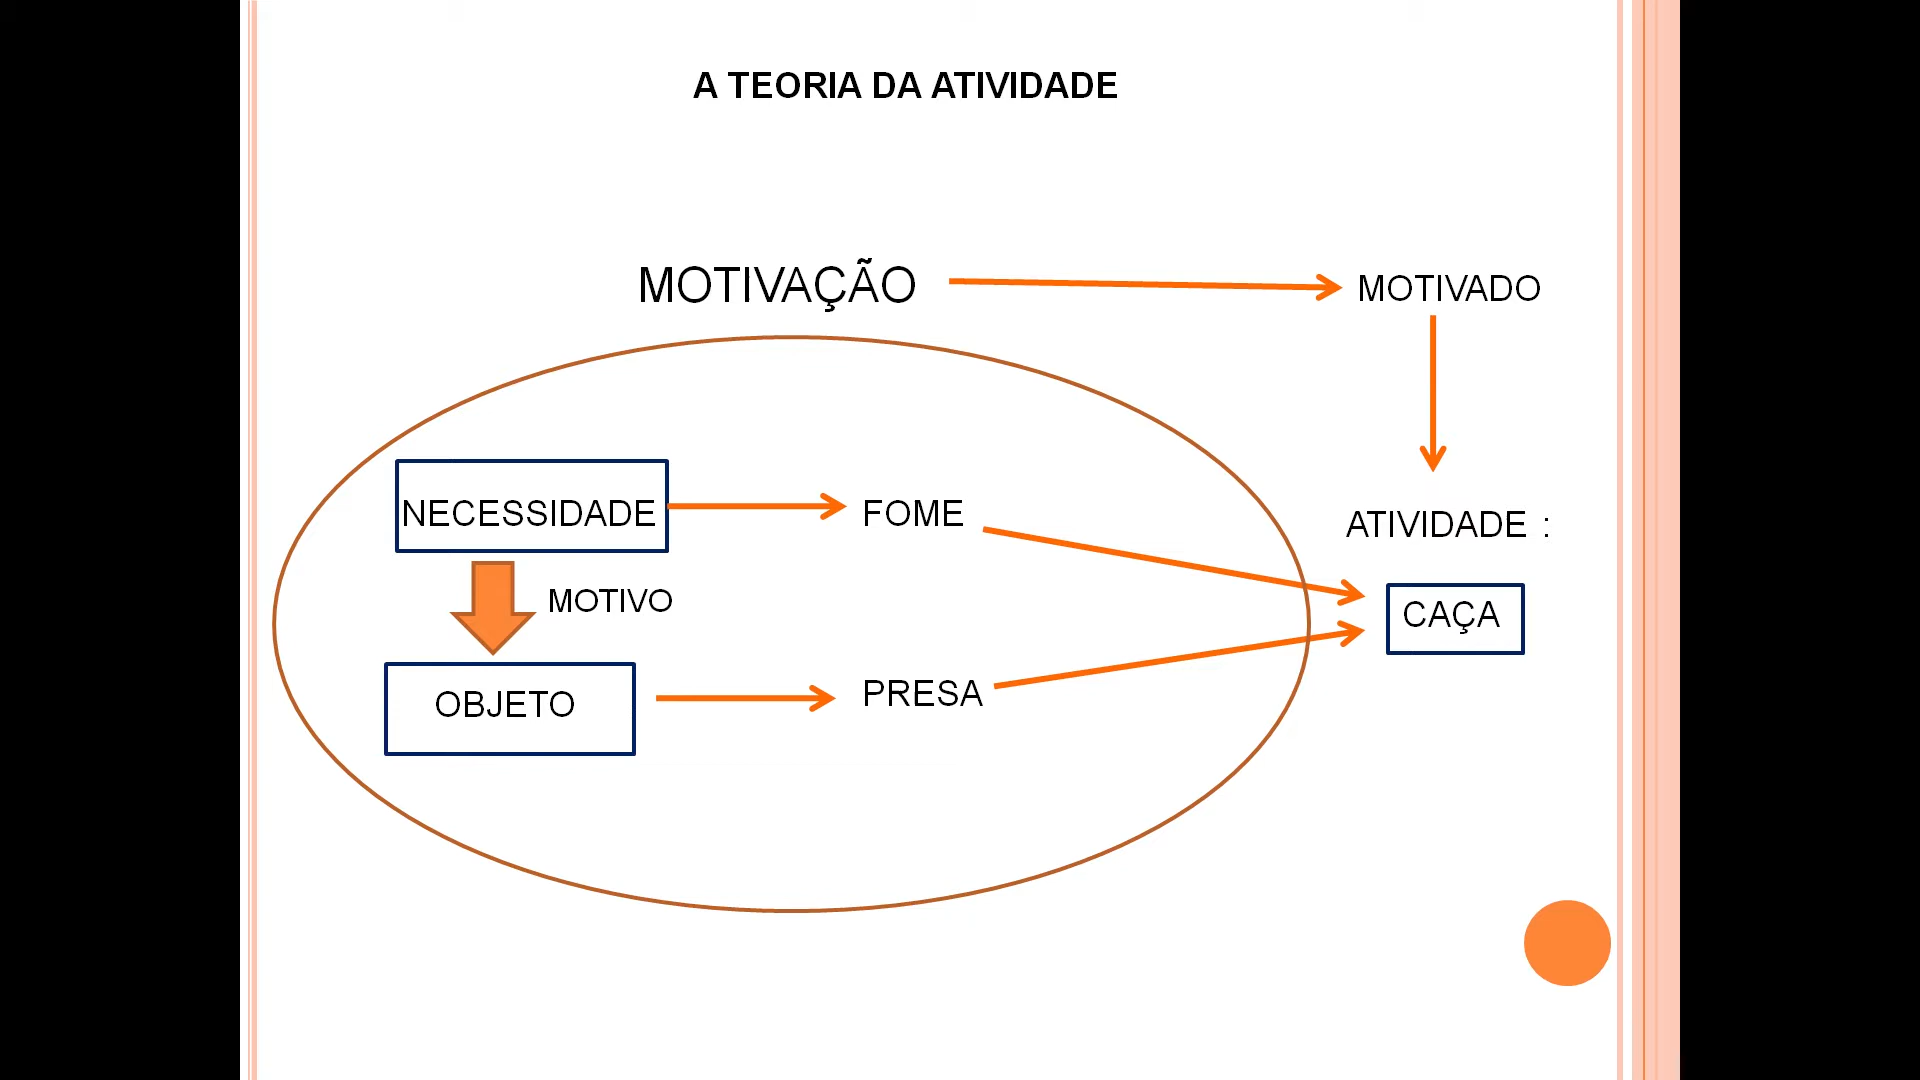 A TEORIA DA ATIVIDADE
MOTIVAÇÃO
MOTIVADO
NECESSIDADE
FOME
ATIVIDADE :
MOTIVO
CAÇA
OBJETO
PRESA